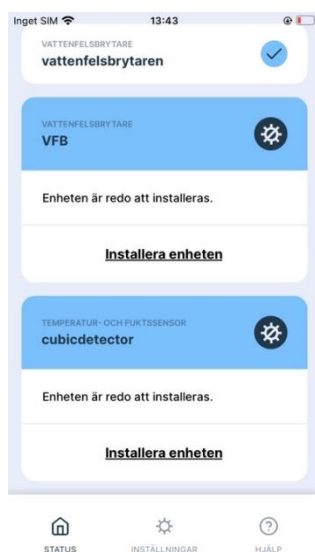 Inget SIM 13:43
VATTENFELSBRYTARE
vattenfelsbrytaren
VATTENFELSBRYTARE
VFB
Enheten är redo att installeras.
Installera enheten
TEMPERATUR- OCH FUKTSSENSOR
cubicdetector
Enheten är redo att installeras.
Installera enheten
STATUS INSTÄLLNINGAR HJÄLP